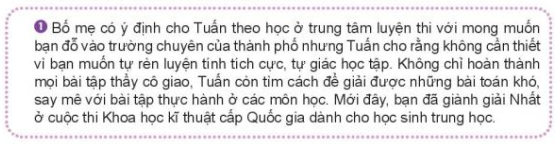 1 Bố mẹ có ý định cho Tuấn theo học ở trung tâm luyện thi với mong muốn
bạn đỗ vào trường chuyên của thành phố nhưng Tuấn cho rằng không cần thiết
vì bạn muốn tự rèn luyện tính tích cực, tự giác học tập. Không chỉ hoàn thành
mọi bài tập thầy cô giao, Tuấn còn tìm cách để giải được những bài toán khó,
say mê với bài tập thực hành ở các môn học. Mới đây, bạn đã giành giải Nhất
ở cuộc thi Khoa học kĩ thuật cấp Quốc gia dành cho học sinh trung học.